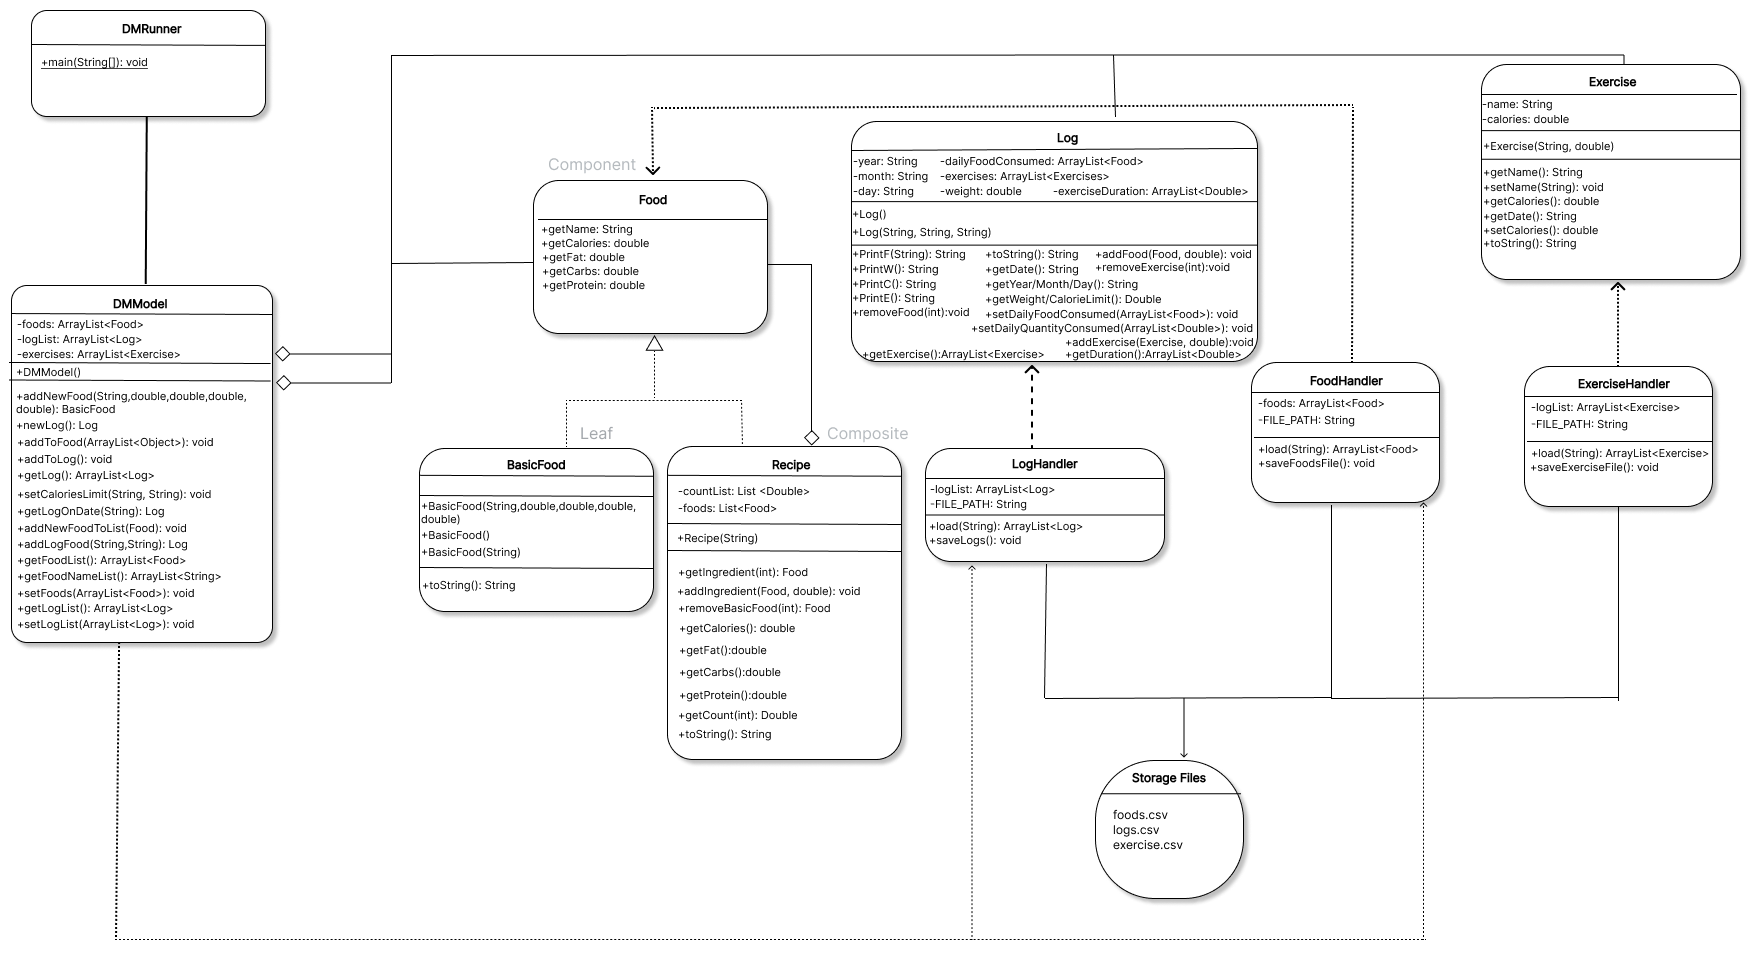 DMRunner
+main(String[]): void
DMModel
-foods: ArrayList<Food>
-logList: ArrayList<Log>
-exercises: ArrayList<Exercise>
+DMModel()
+addNewFood(String,double,double,double,
double): BasicFood
+newLog(): Log
+addToFood(ArrayList<Object>): void
+addToLog(): void
+getLog(): ArrayList<Log>
+setCaloriesLimit(String, String): void
+getLogOnDate(String): Log
+addNewFoodToList(Food): void
+addLogFood(String,String): Log
+getFoodList(): ArrayList<Food>
+getFoodNameList(): ArrayList<String>
+setFoods(ArrayList<Food>): void
+getLogList(): ArrayList<Log>
+setLogList(ArrayList<Log>): void
Component
Food
+getName: String
+getCalories: double
+getFat: double
+getCarbs: double
+getProtein: double
Leaf
BasicFood
+BasicFood(String,double,double,double,
double)
+BasicFood()
+BasicFood(String)
+toString(): String
Composite
Recipe
-countList: List <Double>
-foods: List<Food>
+Recipe(String)
+getIngredient(int): Food
+addIngredient(Food, double): void
+removeBasicFood(int): Food
+getCalories(): double
+getFat():double
+getCarbs():double
+getProtein():double
+getCount(int): Double
+toString(): String
Log
-year: String -dailyFoodConsumed: ArrayList<Food>
-month: String -exercises: ArrayList<Exercises>
-day: String -weight: double -exerciseDuration: ArrayList<Double>
+Log()
+Log(String, String, String)
+PrintF(String): String +toString(): String +addFood(Food, double): void
+PrintW(): String +getDate(): String +removeExercise(int):void
+PrintC(): String +getYear/Month/Day(): String
+PrintE(): String +getWeight/CalorieLimit(): Double
+removeFood(int):void +setDailyFoodConsumed(ArrayList<Food>): void
+setDailyQuantityConsumed(ArrayList<Double>): void
+addExercise(Exercise, double):void
+getExercise():ArrayList<Exercise> +getDuration():ArrayList<Double>
LogHandler
-logList: ArrayList<Log>
-FILE_PATH: String
+load(String): ArrayList<Log>
+saveLogs(): void
FoodHandler
-foods: ArrayList<Food>
-FILE_PATH: String
+load(String): ArrayList<Food>
+saveFoodsFile(): void
Exercise
-name: String
-calories: double
+Exercise(String, double)
+getName(): String
+setName(String): void
+getCalories(): double
+getDate(): String
+setCalories(): double
+toString(): String
ExerciseHandler
-logList: ArrayList<Exercise>
-FILE_PATH: String
+load(String): ArrayList<Exercise>
+saveExerciseFile(): void
Storage Files
foods.csv
logs.csv
exercise.csv